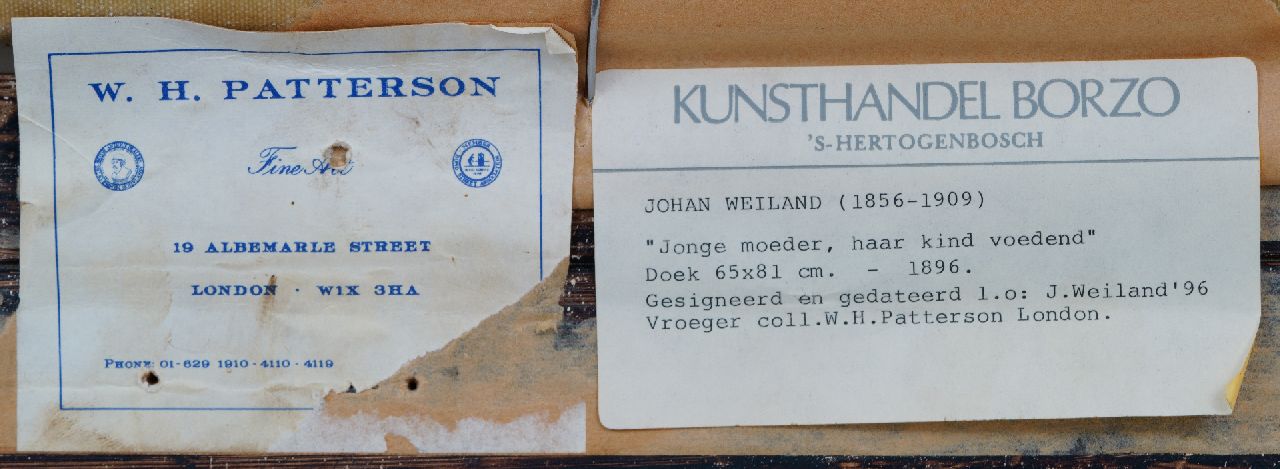 W. H. PATTERSON
Fine Art
19 ALBEMARLE STREET
LONDON · W1X 3HA
PHONE: 01-629 1910 - 4110 - 4119
KUNSTHANDEL BORZO
'S-HERTOGENBOSCH
JOHAN WEILAND (1856-1909)
"Jonge moeder, haar kind voedend"
Doek 65x81 cm. - 1896.
Gesigneerd en gedateerd l.o: J.Weiland'96
Vroeger coll.W.H.Patterson London.